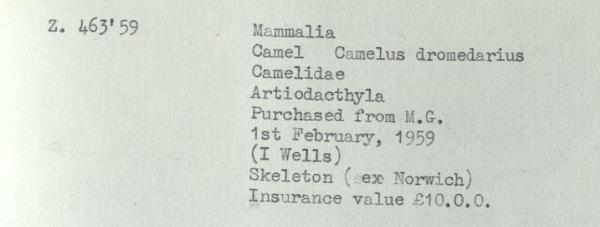 Z. 463'59 Mammalia
Camel Camelus dromedarius
Camelidae
Artiodacthyla
Purchased from M.G.
1st February, 1959
(I Wells)
Skeleton (sex Norwich)
Insurance value £10.0.0.